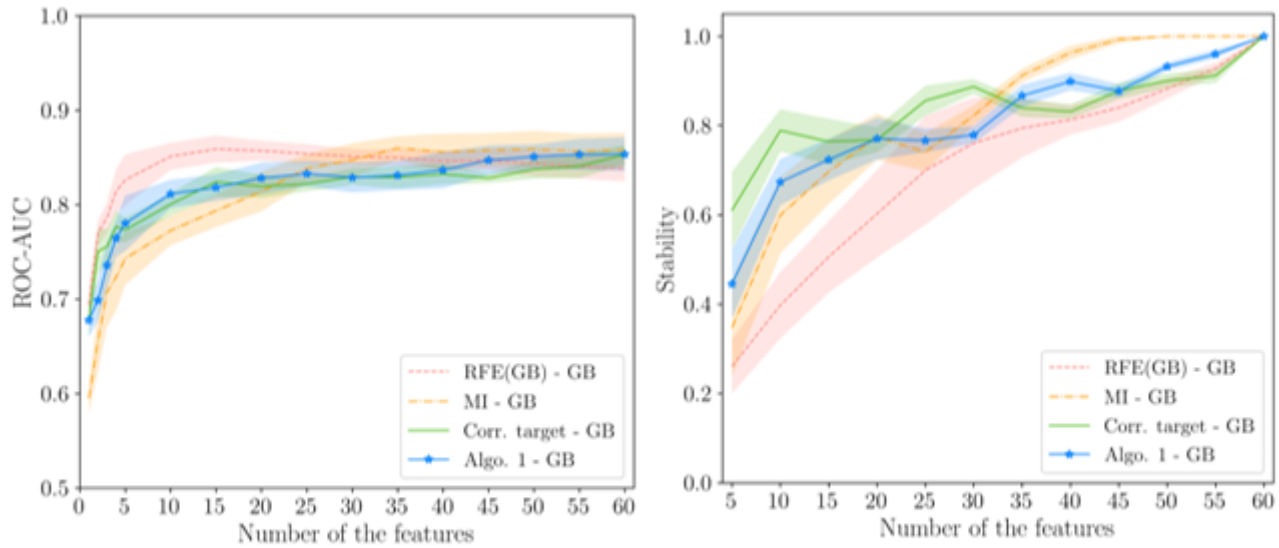 1.0
0.9
0.8
0.7
0.6
0.5
ROC-AUC
0 5 10 15 20 25 30 35 40 45 50 55 60
Number of the features
RFE(GB) - GB
MI - GB
Corr. target - GB
Algo. 1 - GB
1.0
0.8
0.6
0.4
0.2
0.0
Stability
5 10 15 20 25 30 35 40 45 50 55 60
Number of the features
RFE(GB) - GB
MI - GB
Corr. target - GB
Algo. 1 - GB